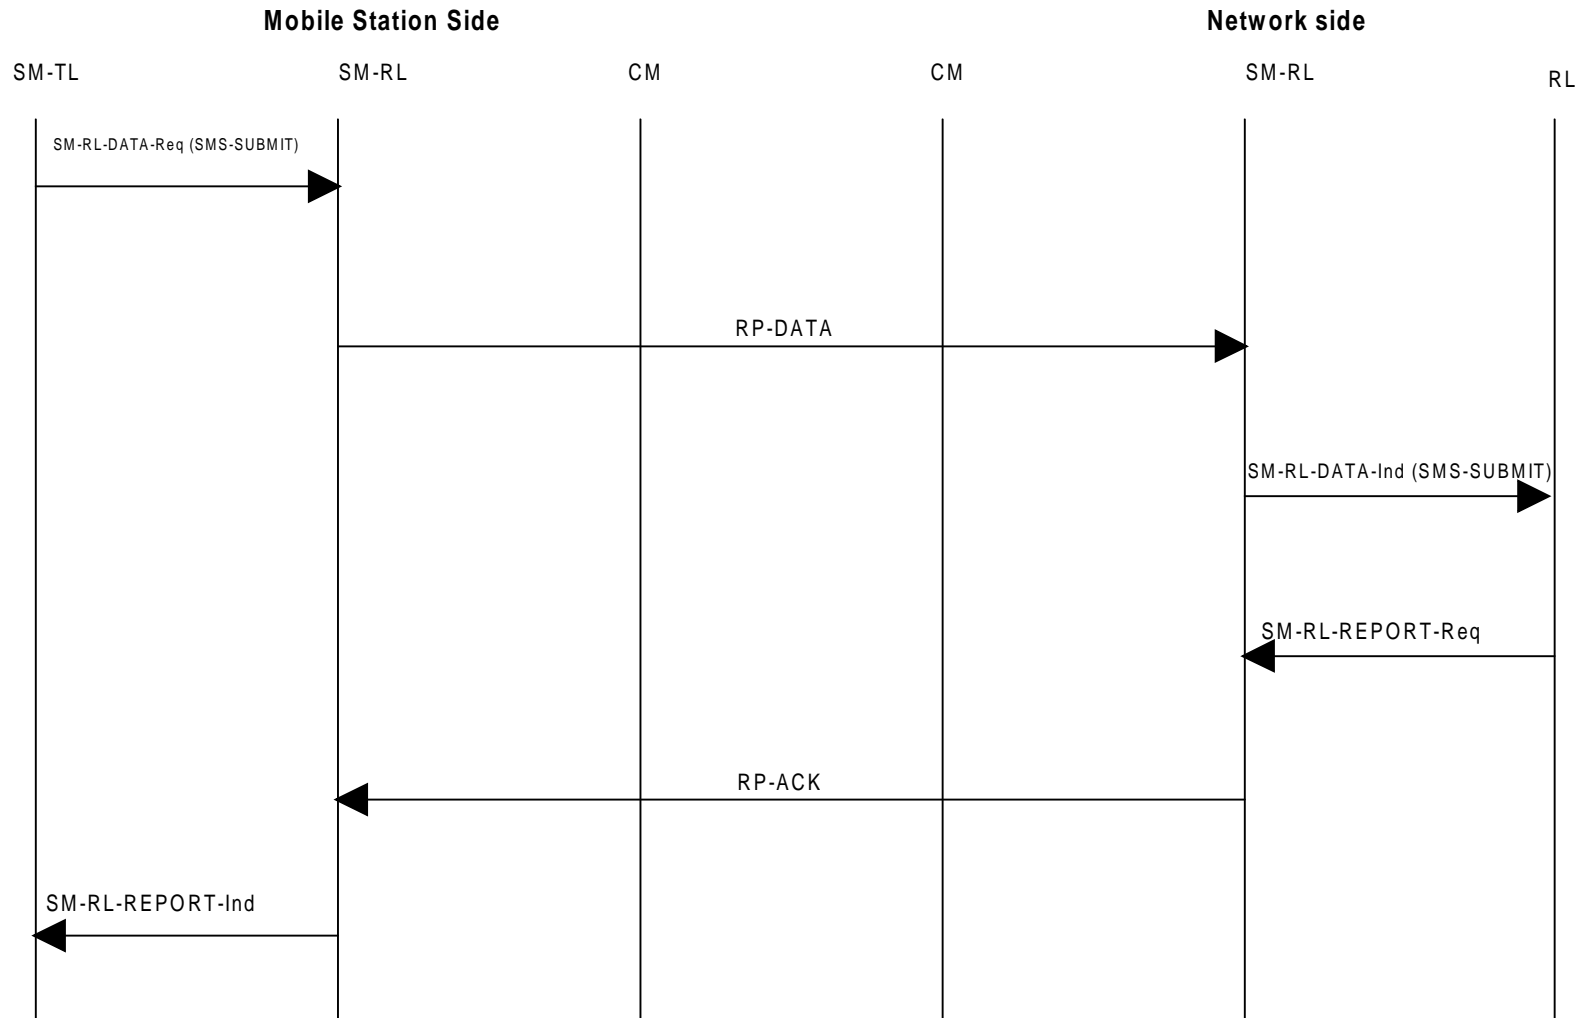 Mobile Station Side
Network side
SM-TL
SM-RL
CM
CM
SM-RL
RL
SM-RL-DATA-Req (SMS-SUBMIT)
RP-DATA
SM-RL-DATA-Ind (SMS-SUBMIT)
SM-RL-REPORT-Req
RP-ACK
SM-RL-REPORT-Ind